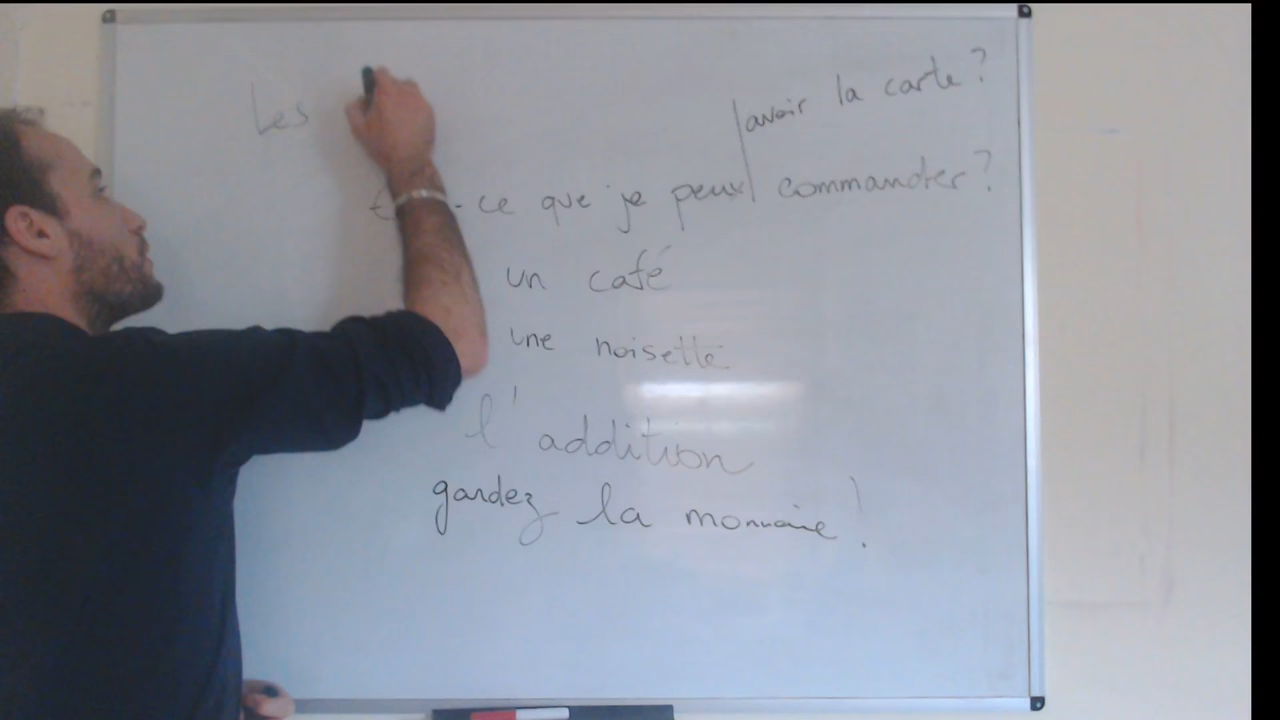 Les
avoir la carte ?
-ce que je peux commander ?
un café
une noisette
l'addition
gardez la monnaie !